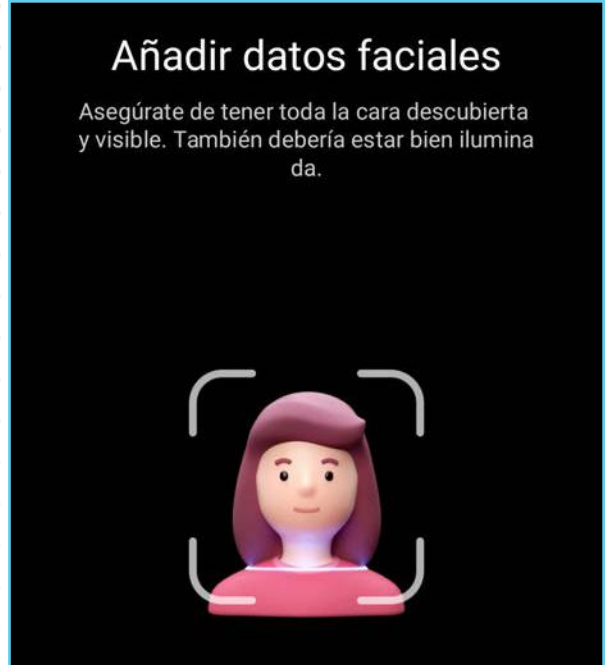 Añadir datos faciales
Asegúrate de tener toda la cara descubierta
y visible. También debería estar bien ilumina
da.